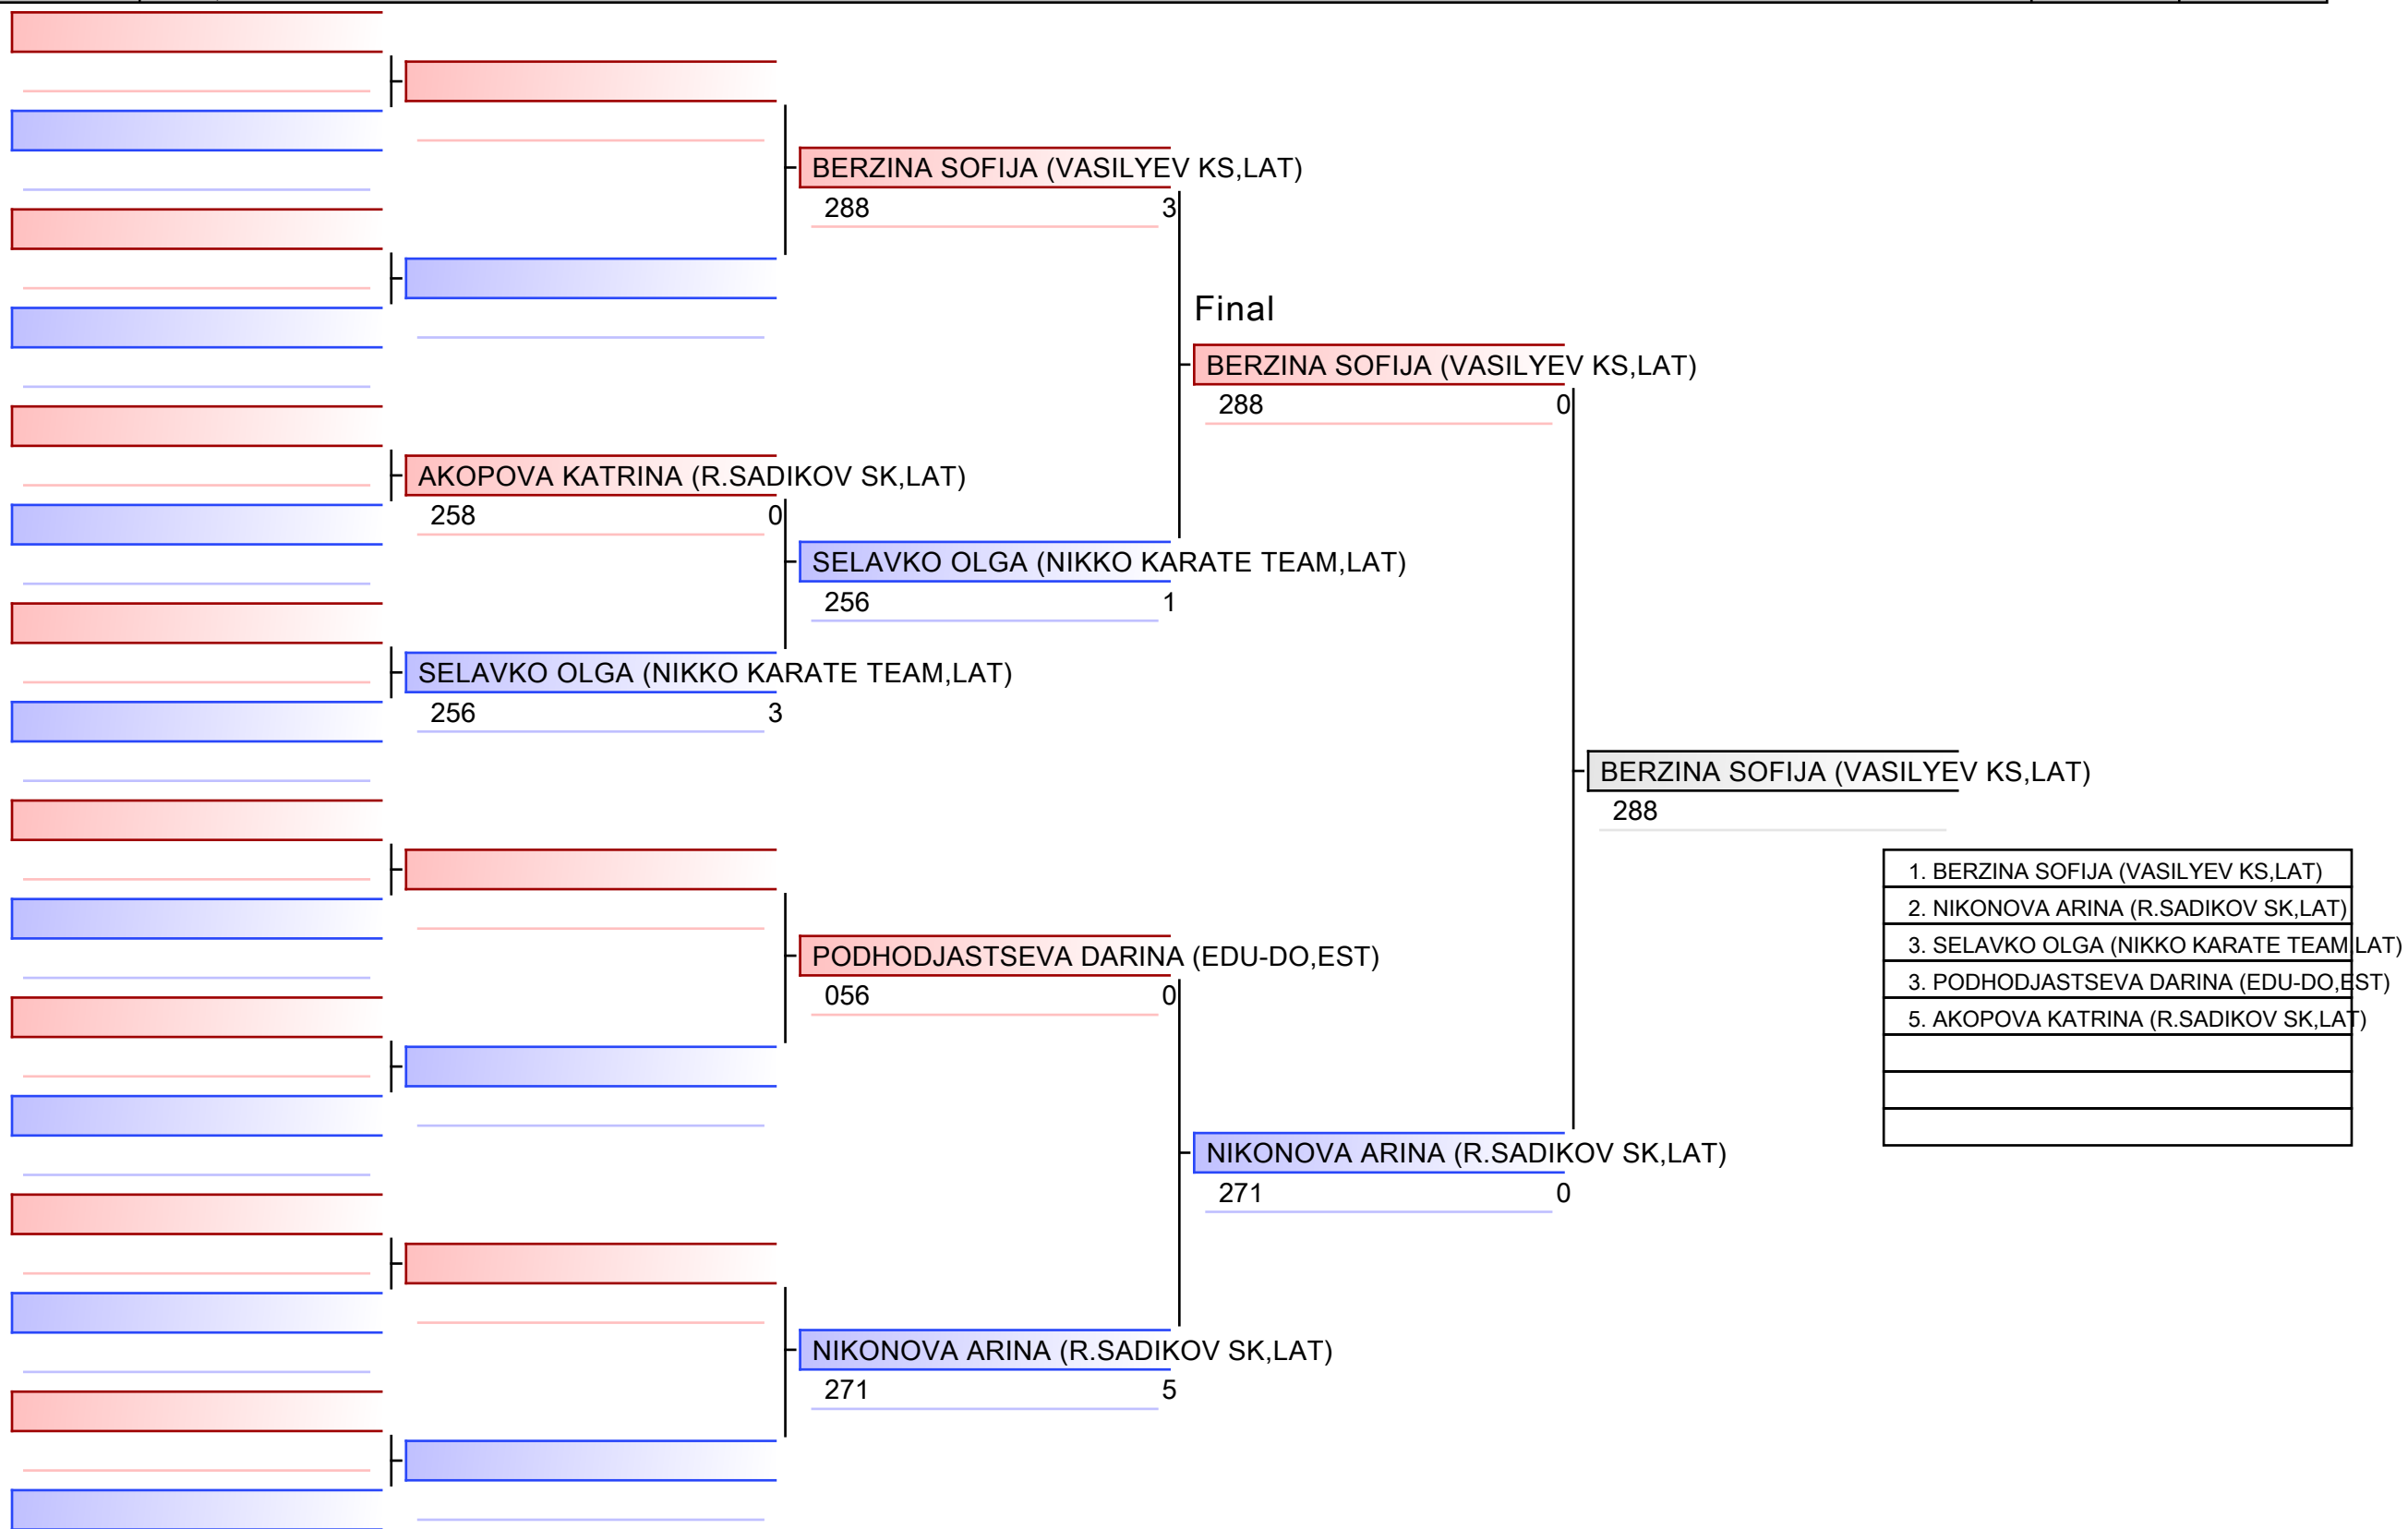 BERZINA SOFIJA (VASILYEV KS,LAT)
288 3
Final
BERZINA SOFIJA (VASILYEV KS,LAT)
288 0
AKOPOVA KATRINA (R.SADIKOV SK,LAT)
258 0
SELAVKO OLGA (NIKKO KARATE TEAM,LAT)
256 1
SELAVKO OLGA (NIKKO KARATE TEAM,LAT)
256 3
BERZINA SOFIJA (VASILYEV KS,LAT)
288
1. BERZINA SOFIJA (VASILYEV KS,LAT)
2. NIKONOVA ARINA (R.SADIKOV SK,LAT)
3. SELAVKO OLGA (NIKKO KARATE TEAM,LAT)
3. PODHODJASTSEVA DARINA (EDU-DO,EST)
5. AKOPOVA KATRINA (R.SADIKOV SK,LAT)
PODHODJASTSEVA DARINA (EDU-DO,EST)
056 0
NIKONOVA ARINA (R.SADIKOV SK,LAT)
271 0
NIKONOVA ARINA (R.SADIKOV SK,LAT)
271 5